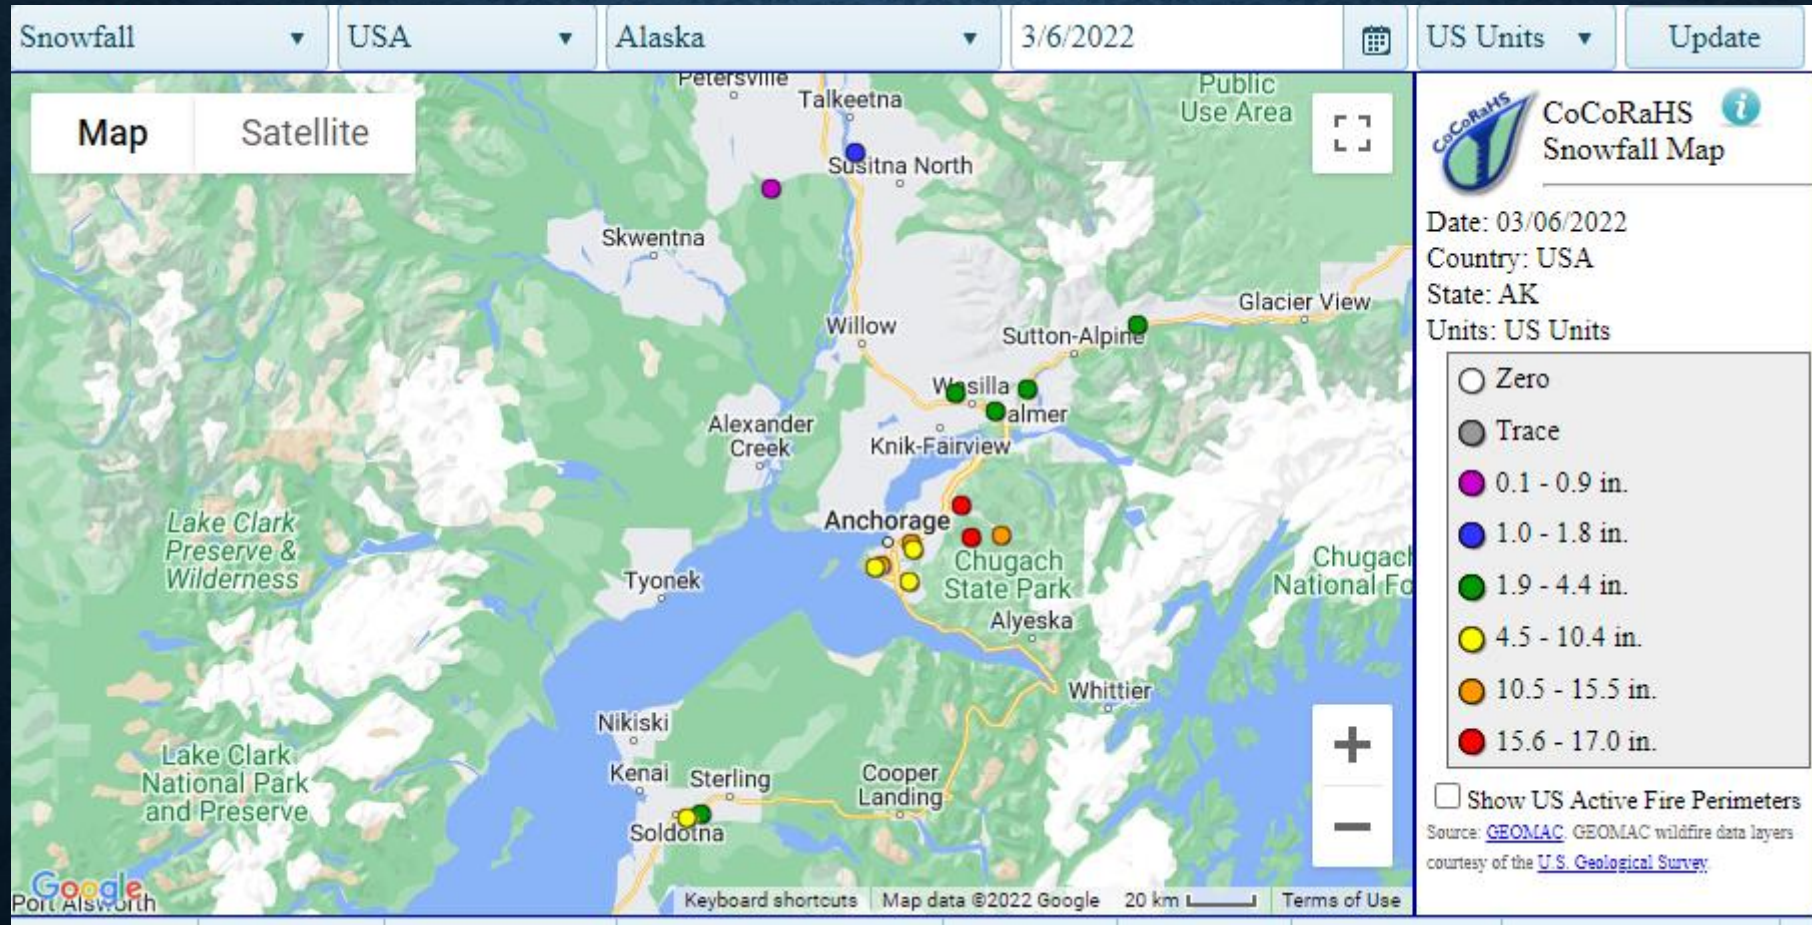 Snowfall
USA
Alaska
3/6/2022
US Units
Update
Map
Satellite
Petersville
Talkeetna
Public
Use Area
Susitna North
Skwentna
Glacier View
Willow
Sutton-Alpine
Wasilla
almer
Alexander
Creek
Knik-Fairview
Lake Clark
Preserve &
Wilderness
Anchorage
Chugach
State Park
Chugach
National Fo
Tyonek
Alyeska
Whittier
Nikiski
Lake Clark
National Park
and Preserve
Kenai
Sterling
Cooper
Landing
Soldotna
Google
Port Alsworth
Keyboard shortcuts
Map data ©2022 Google
20 km
Terms of Use
CoCoRaHS
i
CoCoRaHS
Snowfall Map
Date: 03/06/2022
Country: USA
State: AK
Units: US Units
Zero
Trace
0.1 - 0.9 in.
1.0 - 1.8 in.
1.9 - 4.4 in.
4.5 - 10.4 in.
10.5 - 15.5 in.
15.6 - 17.0 in.
Show US Active Fire Perimeters
Source: GEOMAC. GEOMAC wildfire data layers
courtesy of the U.S. Geological Survey.